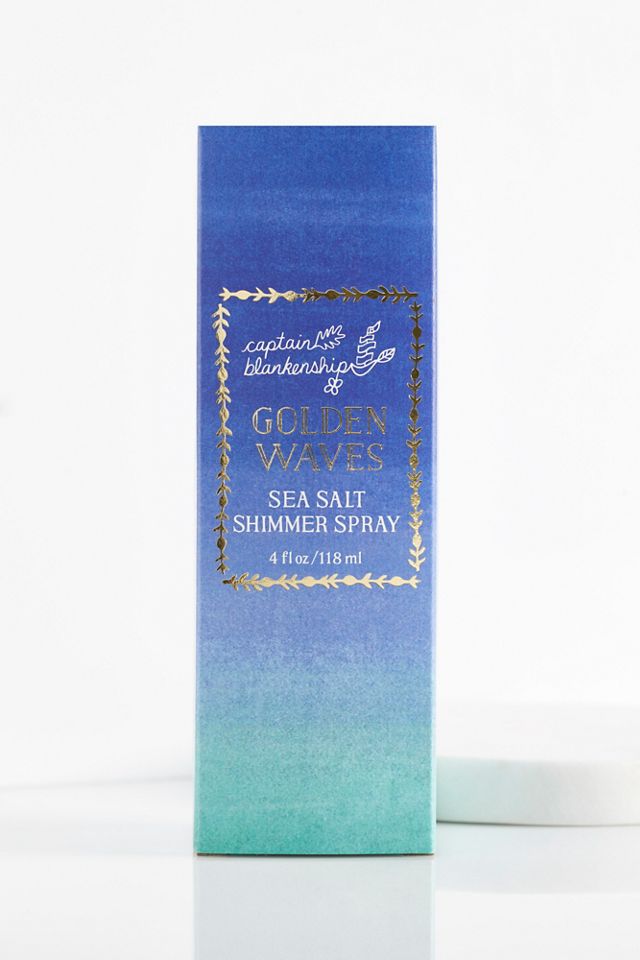 captain
blankenship
GOLDEN
WAVES
SEA SALT
SHIMMER SPRAY
4 fl oz/118 ml